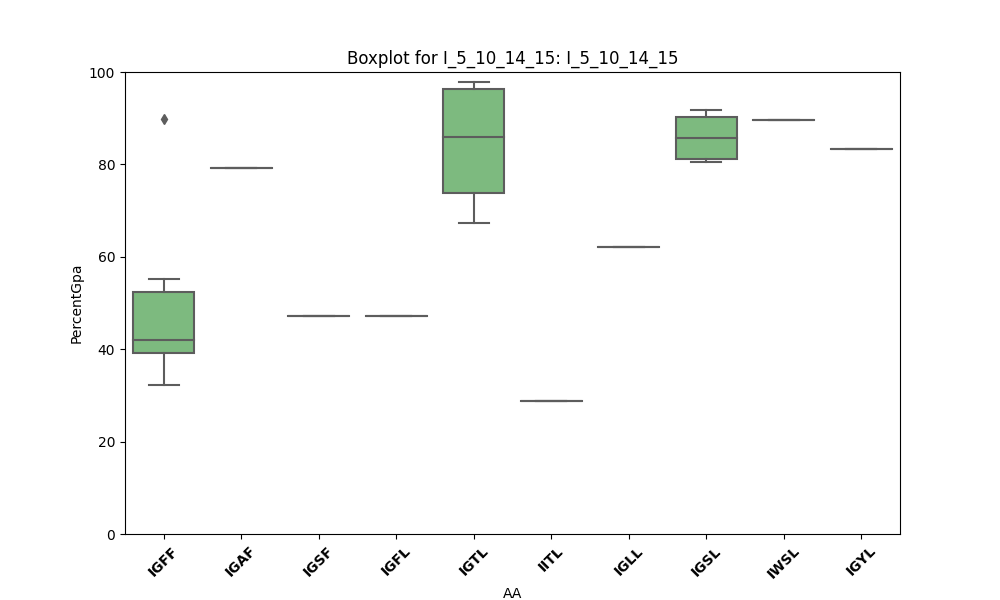 Boxplot for I_5_10_14_15: I_5_10_14_15
PercentGpa
100
80
60
40
20
0
IGFF
IGAF
IGSF
IGFL
IGTL
IITL
IGLL
IGSL
IWSL
IGYL
AA